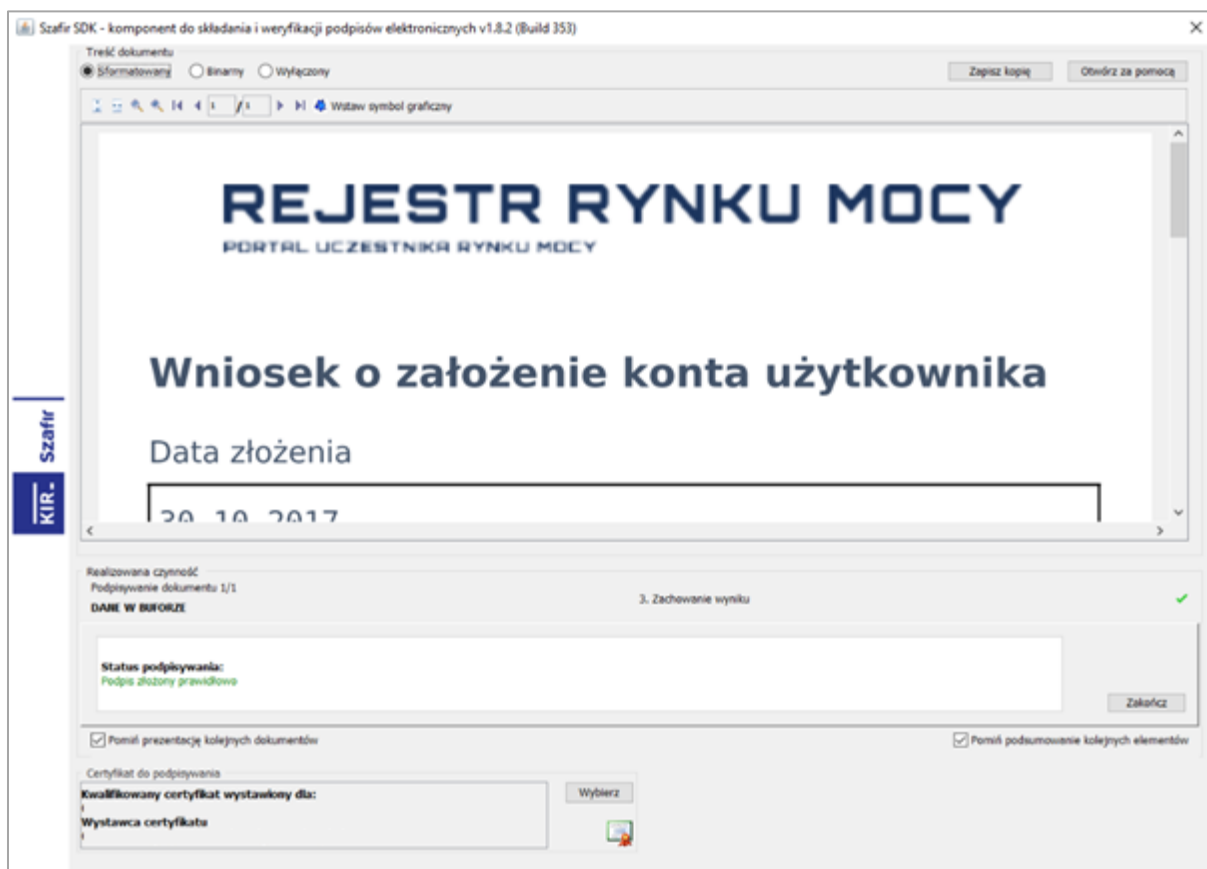 Szafir SDK - komponent do składania i weryfikacji podpisów elektronicznych v1.8.2 (Build 353)
Treść dokumentu
Sformatowany Binarny Wyłączony
Zapisz kopię Otwórz za pomocą
1 / 1 Wstaw symbol graficzny
REJESTR RYNKU MOCY
PORTAL UCZESTNIKA RYNKU MOCY
Wniosek o założenie konta użytkownika
Data złożenia
30.10.2017
Szafir
KIR.
Realizowana czynność
Podpisywanie dokumentu 1/1
DANE W BUFORZE
3. Zachowanie wyniku
Status podpisywania:
Podpis złożony prawidłowo
Zakończ
Pomiń prezentację kolejnych dokumentów
Pomiń podsumowanie kolejnych elementów
Certyfikat do podpisywania
Kwalifikowany certyfikat wystawiony dla:
Wystawca certyfikatu
Wybierz